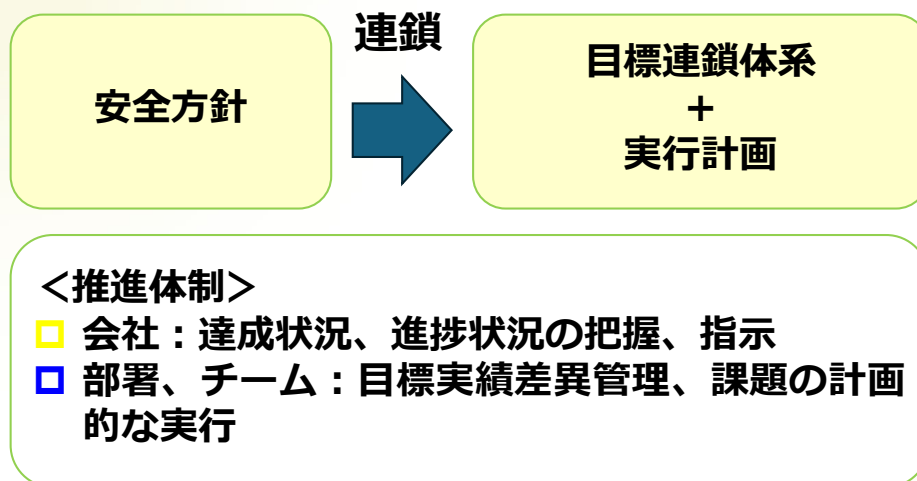 連鎖
安全方針
目標連鎖体系
+
実行計画
<推進体制>
会社:達成状況、進捗状況の把握、指示
部署、チーム:目標実績差異管理、課題の計画
的な実行